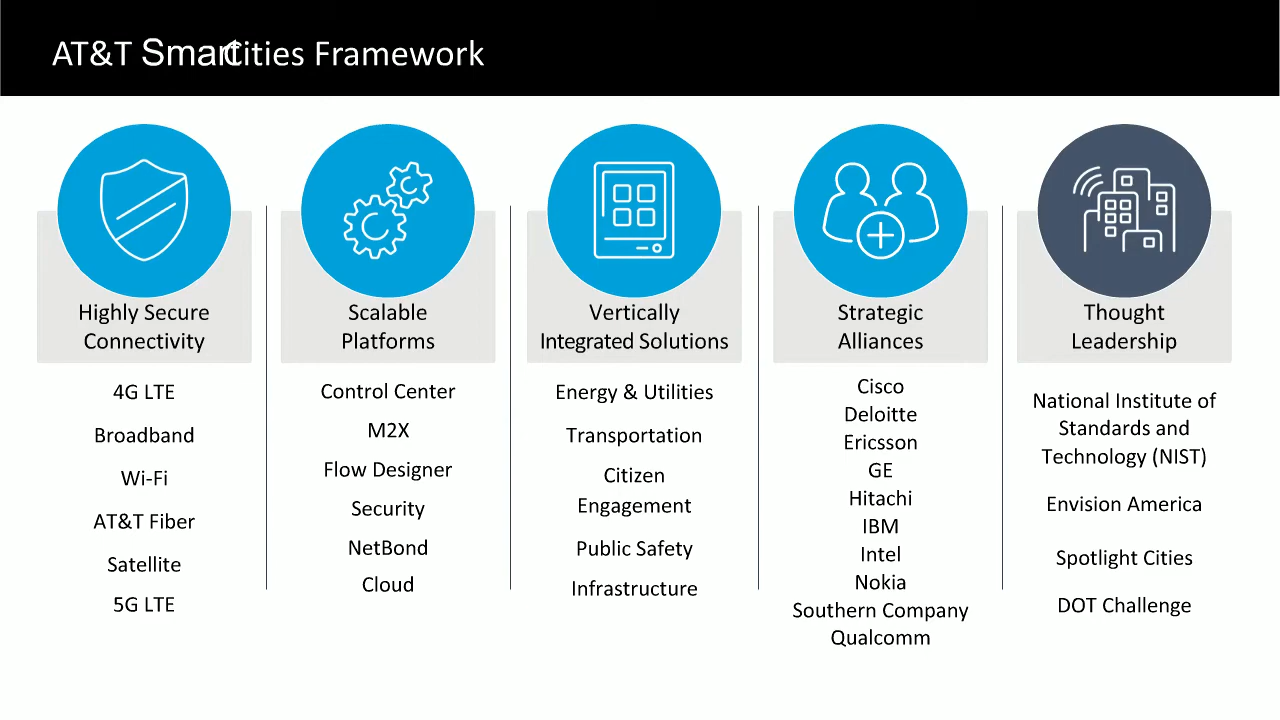 AT&T Smart Cities Framework
Highly Secure
Connectivity
4G LTE
Broadband
Wi-Fi
AT&T Fiber
Satellite
5G LTE
Scalable
Platforms
Control Center
M2X
Flow Designer
Security
NetBond
Cloud
Vertically
Integrated Solutions
Energy & Utilities
Transportation
Citizen
Engagement
Public Safety
Infrastructure
Strategic
Alliances
Cisco
Deloitte
Ericsson
GE
Hitachi
IBM
Intel
Nokia
Southern Company
Qualcomm
Thought
Leadership
National Institute of
Standards and
Technology (NIST)
Envision America
Spotlight Cities
DOT Challenge